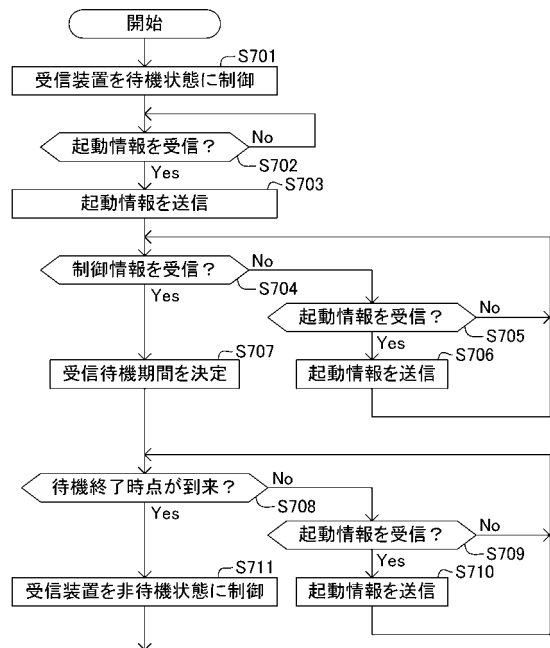 開始
S701
受信装置を待機状態に制御
No
起動情報を受信？
S702
Yes
S703
起動情報を送信
制御情報を受信？
No
S704
Yes
起動情報を受信？
No
S705
Yes
S706
起動情報を送信
S707
受信待機期間を決定
待機終了時点が到来？
No
S708
Yes
起動情報を受信？
No
S709
Yes
S710
起動情報を送信
S711
受信装置を非待機状態に制御